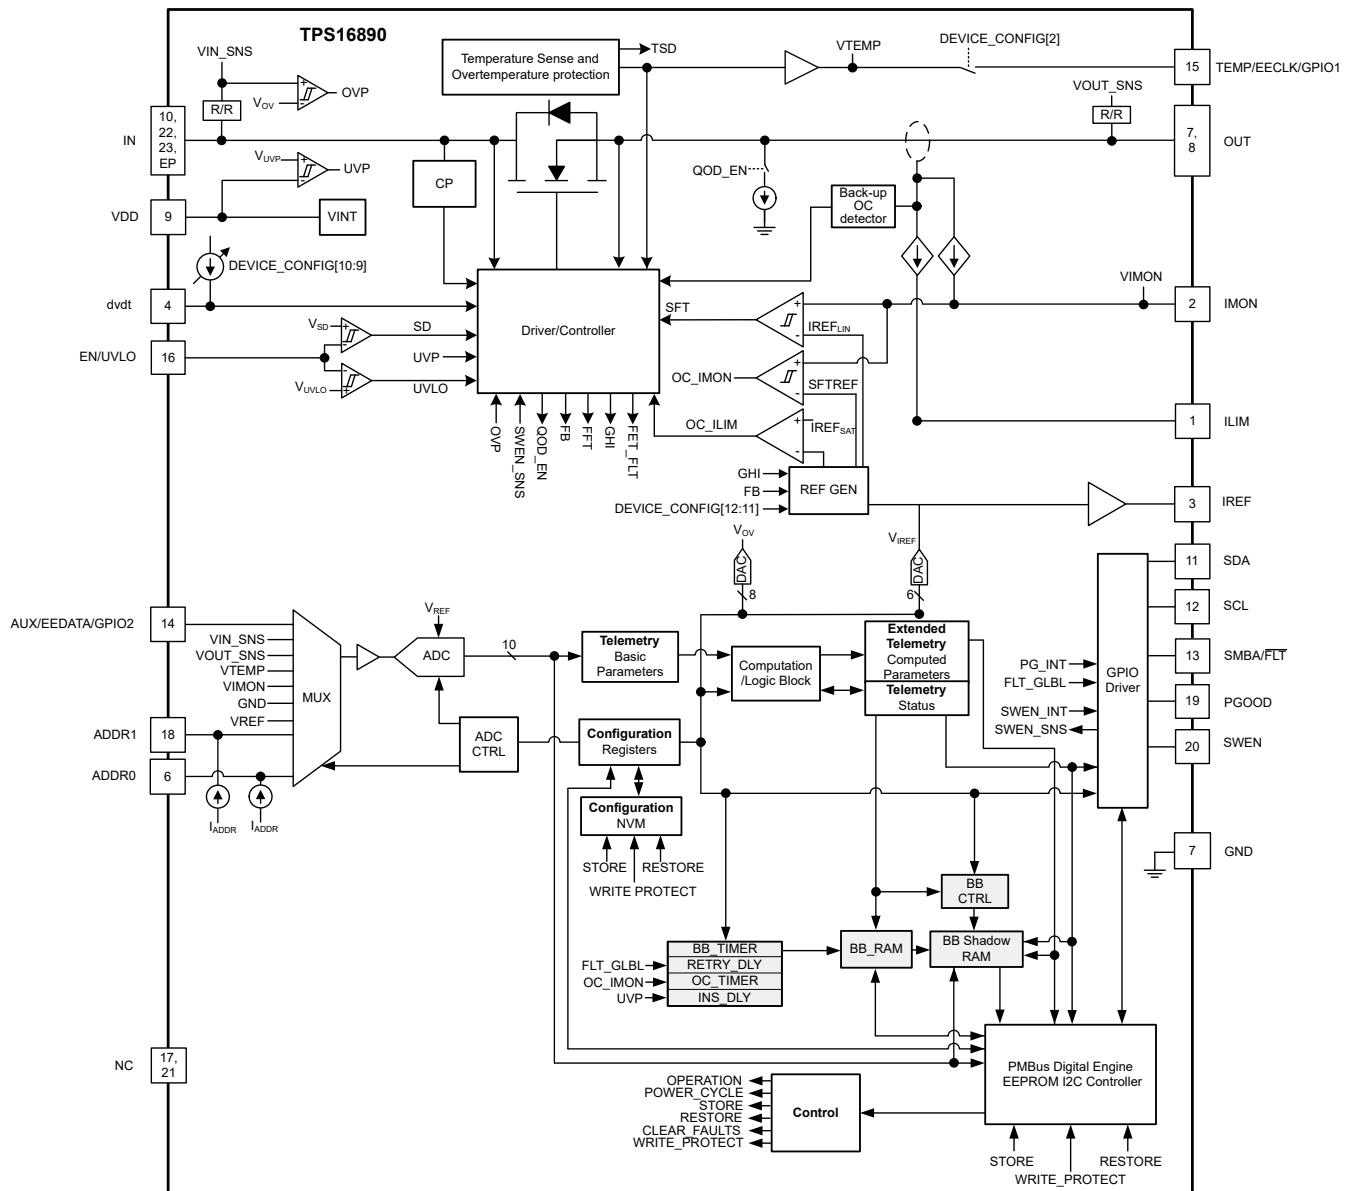 TPS16890
VIN_SNS
R/R
VOV
+
-
OVP
Temperature Sense and
Overtemperature protection
TSD
VTEMP
DEVICE_CONFIG[2]
15
TEMP/EECLK/GPIO1
VOUT_SNS
R/R
IN
10,
22,
23,
EP
7,
8
OUT
VUVP
+
-
UVP
CP
QOD_EN
Back-up
OC
detector
VDD
9
VINT
DEVICE_CONFIG[10:9]
dvdt
4
VIMON
2
IMON
Driver/Controller
SFT
+
-
IREFLIN
EN/UVLO
16
VSD
+
-
SD
UVP
VUVLO
-
+
UVLO
OC_IMON
+
-
SFTREF
OC_ILIM
+
-
IREFSAT
1
ILIM
OVP
SWEN_SNS
QOD_EN
FB
FFT
GHI
FET_FLT
GHI
FB
DEVICE_CONFIG[12:11]
REF GEN
3
IREF
VOV
DAC
8
VIREF
DAC
6
11
SDA
12
SCL
13
SMBA/FLT
19
PGOOD
20
SWEN
PG_INT
FLT_GLBL
SWEN_INT
SWEN_SNS
GPIO
Driver
AUX/EEDATA/GPIO2
14
VIN_SNS
VOUT_SNS
VTEMP
VIMON
GND
VREF
MUX
VREF
ADC
10
Telemetry
Basic
Parameters
Computation
/Logic Block
Extended
Telemetry
Computed
Parameters
Telemetry
Status
ADDR1
18
ADDR0
6
IADDR
IADDR
ADC
CTRL
Configuration
Registers
Configuration
NVM
STORE
RESTORE
WRITE PROTECT
7
GND
BB
CTRL
BB_TIMER
RETRY_DLY
OC_TIMER
INS_DLY
FLT_GLBL
OC_IMON
UVP
BB_RAM
BB Shadow
RAM
NC
17,
21
PMBus Digital Engine
EEPROM I2C Controller
OPERATION
POWER_CYCLE
STORE
RESTORE
CLEAR_FAULTS
WRITE_PROTECT
Control
STORE
RESTORE
WRITE_PROTECT